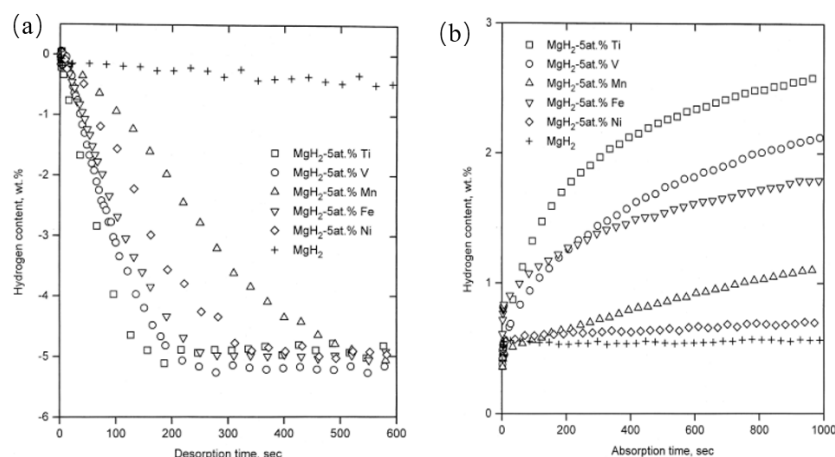 (a)
0
-1
-2
-3
-4
-5
-6
Hydrogen content, wt.%
□ MgH₂-5at.% Ti
○ MgH₂-5at.% V
△ MgH₂-5at.% Mn
▽ MgH₂-5at.% Fe
◇ MgH₂-5at.% Ni
+ MgH₂
0 100 200 300 400 500 600
Desorption time, sec
(b)
3
2
1
0
Hydrogen content, wt.%
□ MgH₂-5at.% Ti
○ MgH₂-5at.% V
△ MgH₂-5at.% Mn
▽ MgH₂-5at.% Fe
◇ MgH₂-5at.% Ni
+ MgH₂
0 200 400 600 800 1000
Absorption time, sec